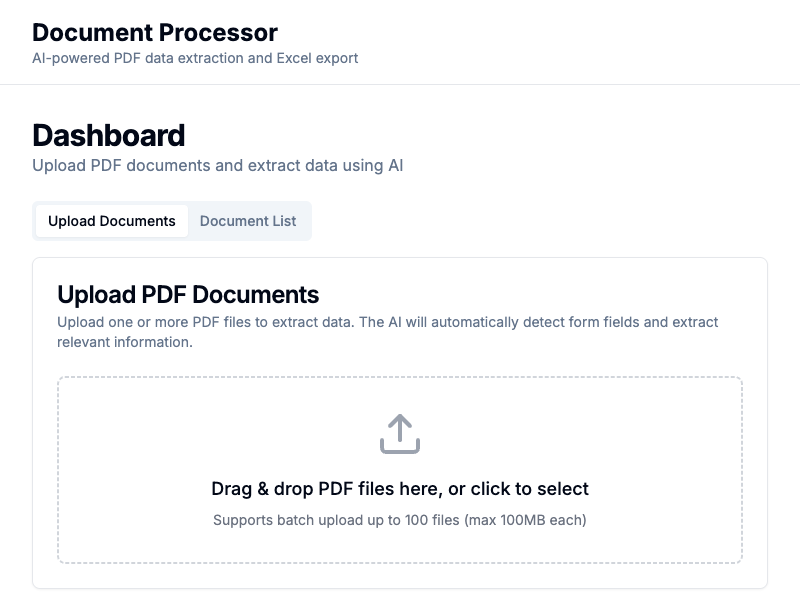 Document Processor
AI-powered PDF data extraction and Excel export
Dashboard
Upload PDF documents and extract data using AI
Upload Documents
Document List
Upload PDF Documents
Upload one or more PDF files to extract data. The AI will automatically detect form fields and extract
relevant information.
Drag & drop PDF files here, or click to select
Supports batch upload up to 100 files (max 100MB each)